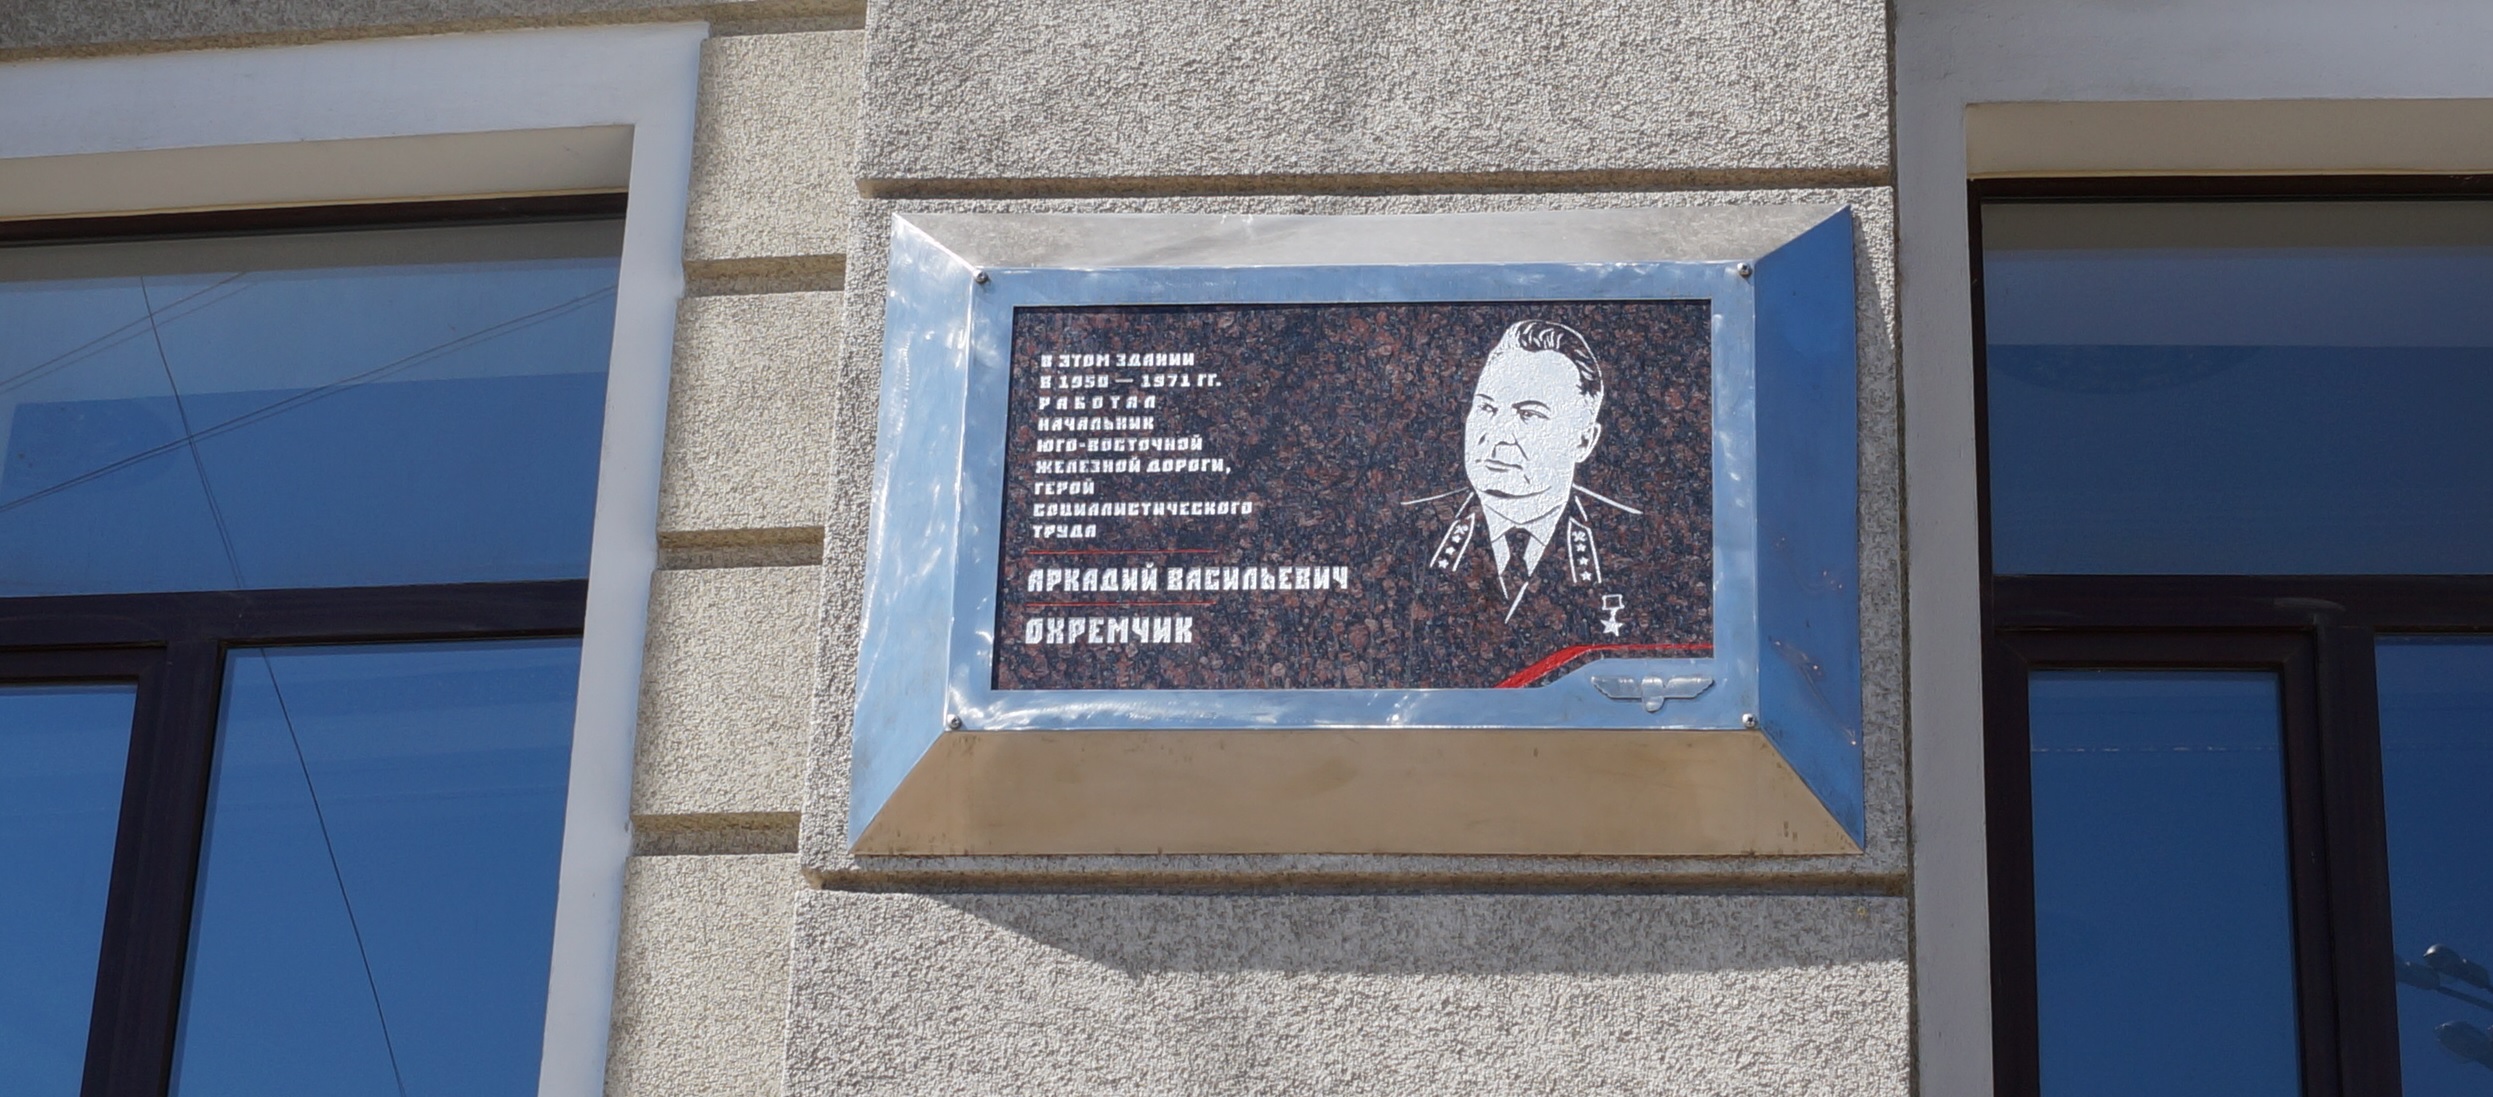 В ЭТОМ ЗДАНИИ
В 1950 — 1971 ГГ.
РАБОТАЛ
НАЧАЛЬНИК
ЮГО-ВОСТОЧНОЙ
ЖЕЛЕЗНОЙ ДОРОГИ,
ГЕРОЙ
СОЦИАЛИСТИЧЕСКОГО
ТРУДА
АРКАДИЙ ВАСИЛЬЕВИЧ
ОХРЕМЧИК